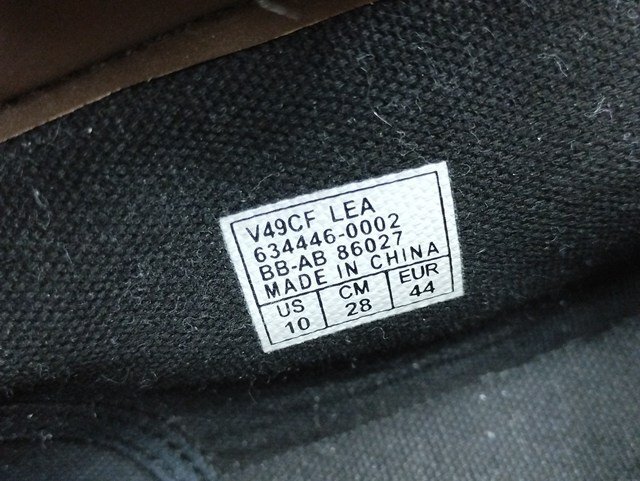 V49CF LEA
634446-0002
BB-AB 86027
MADE IN CHINA
US CM EUR
10 28 44